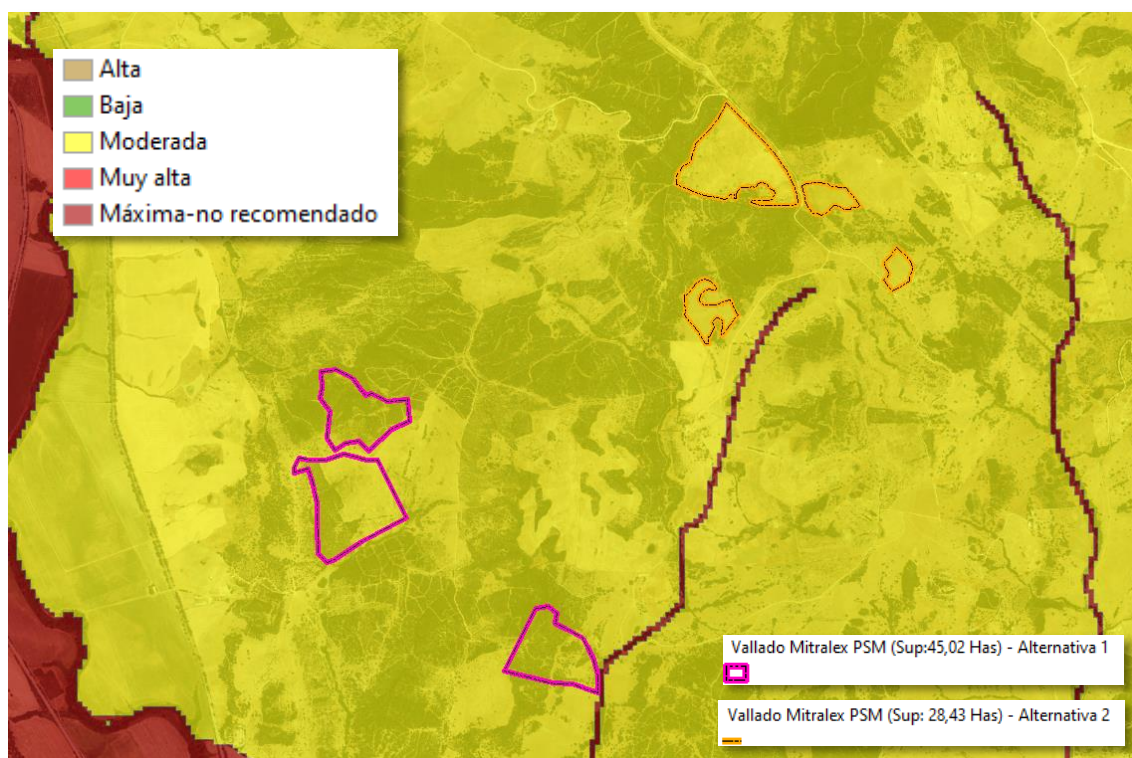 Alta
Baja
Moderada
Muy alta
Máxima-no recomendado
Vallado Mitralex PSM (Sup:45,02 Has) - Alternativa 1
Vallado Mitralex PSM (Sup: 28,43 Has) - Alternativa 2